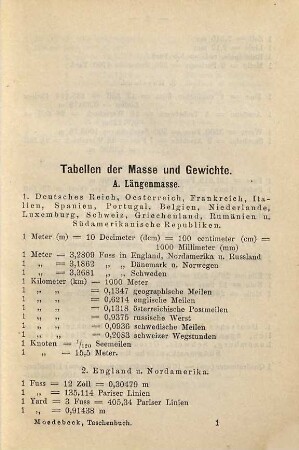 Tabellen der Masse und Gewichte.
A. Längenmasse.
1. Deutsches Reich, Oesterreich, Frankreich, Ita-
lien, Spanien, Portugal, Belgien, Niederlande,
Luxemburg, Schweiz, Griechenland, Rumänien u.
Südamerikanische Republiken.
1 Meter (m) = 10 Decimeter (dcm) = 100 centimeter (cm) =
1000 Millimeter (mm)
1 Meter = 3,2809 Fuss in England, Nordamerika u. Russland
1 „ = 3,1862 „ „ Dänemark u. Norwegen
1 „ = 3,3681 „ „ Schweden
1 Kilometer (km) = 1000 Meter
1 „ „ = 0,1347 geographische Meilen
1 „ „ = 0,6214 englische Meilen
1 „ „ = 0,1318 österreichische Postmeilen
1 „ „ = 0,9375 russische Werst
1 „ „ = 0,0936 schwedische Meilen
1 „ „ = 0,2083 schweizer Wegstunden
1 Knoten = 1/120 Seemeilen
1 „ = 15,5 Meter.
2. England u. Nordamerika.
1 Fuss = 12 Zoll = 0,30479 m
1 „ = 135,114 Pariser Linien
1 Yard = 3 Fuss = 405,34 Pariser Linien
1 „ = 0,91438 m
Moedebeck, Taschenbuch. 1